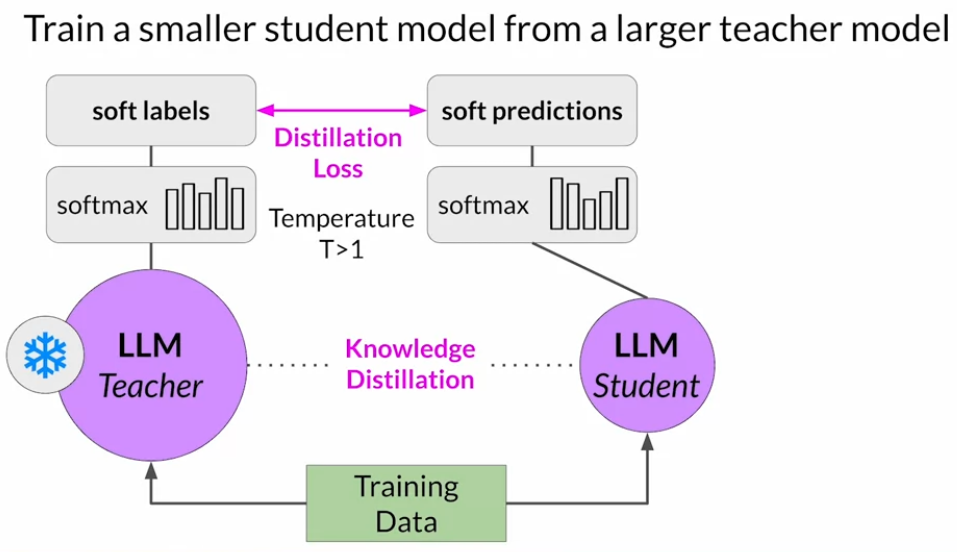 Train a smaller student model from a larger teacher model
soft labels
soft predictions
Distillation
Loss
softmax
Temperature
T>1
softmax
LLM
Teacher
Knowledge
Distillation
LLM
Student
Training
Data